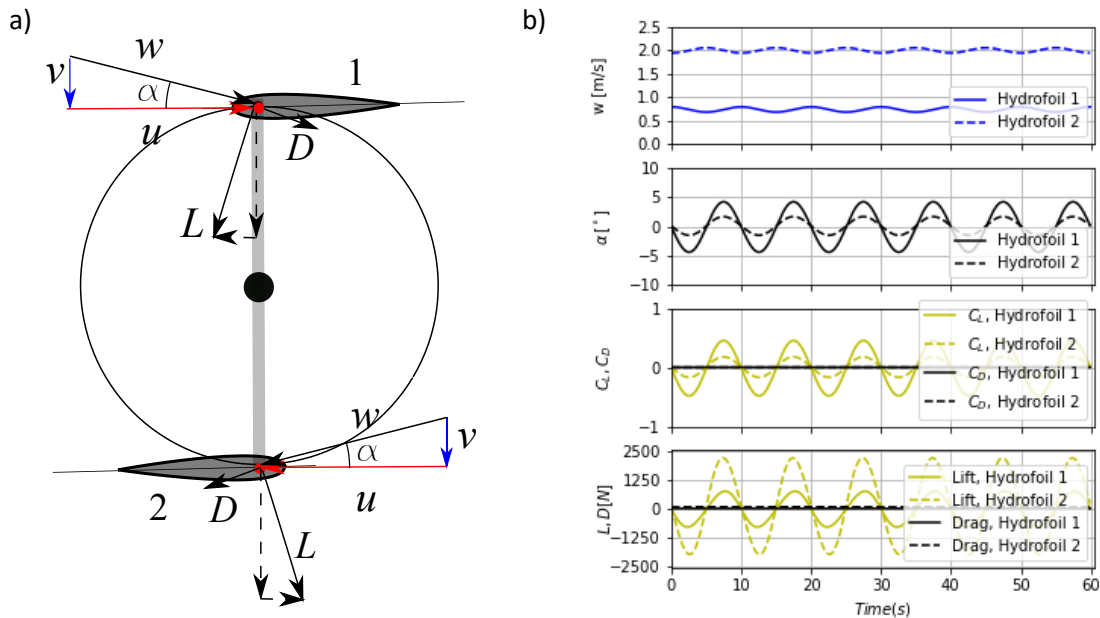 a)
w
v
α
1
u
D
L
w
v
α
2
D
u
L
b)
w [m/s]
2.5
2.0
1.5
1.0
0.5
0.0
Hydrofoil 1
Hydrofoil 2
α[°]
10
5
0
−5
−10
Hydrofoil 1
Hydrofoil 2
C_L, C_D
1
0
−1
C_L, Hydrofoil 1
C_L, Hydrofoil 2
C_D, Hydrofoil 1
C_D, Hydrofoil 2
L, D[N]
2500
1250
0
−1250
−2500
Lift, Hydrofoil 1
Lift, Hydrofoil 2
Drag, Hydrofoil 1
Drag, Hydrofoil 2
0 10 20 30 40 50 60
Time(s)